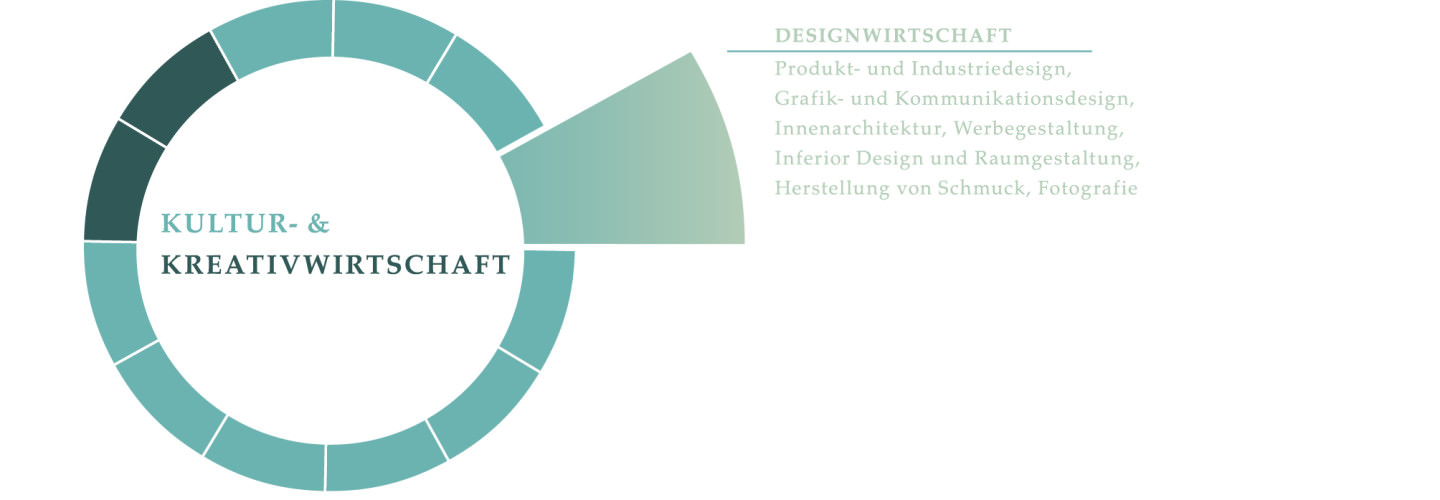 DESIGNWIRTSCHAFT
Produkt- und Industriedesign,
Grafik- und Kommunikationsdesign,
Innenarchitektur, Werbegestaltung,
Inferior Design und Raumgestaltung,
Herstellung von Schmuck, Fotografie
KULTUR- &
KREATIVWIRTSCHAFT